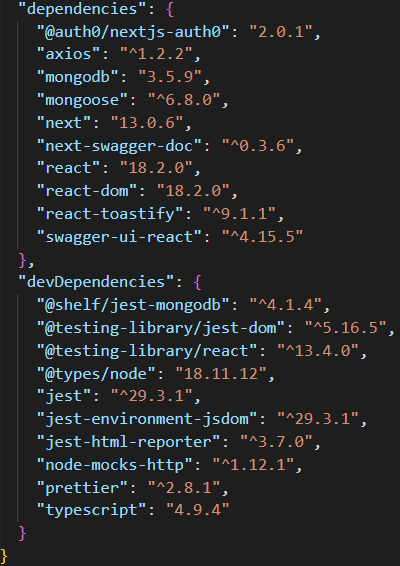 "dependencies": {
"@auth0/nextjs-auth0": "2.0.1",
"axios": "^1.2.2",
"mongodb": "3.5.9",
"mongoose": "^6.8.0",
"next": "13.0.6",
"next-swagger-doc": "^0.3.6",
"react": "18.2.0",
"react-dom": "18.2.0",
"react-toastify": "^9.1.1",
"swagger-ui-react": "^4.15.5"
},
"devDependencies": {
"@shelf/jest-mongodb": "^4.1.4",
"@testing-library/jest-dom": "^5.16.5",
"@testing-library/react": "^13.4.0",
"@types/node": "18.11.12",
"jest": "^29.3.1",
"jest-environment-jsdom": "^29.3.1",
"jest-html-reporter": "^3.7.0",
"node-mocks-http": "^1.12.1",
"prettier": "^2.8.1",
"typescript": "4.9.4"
}
}